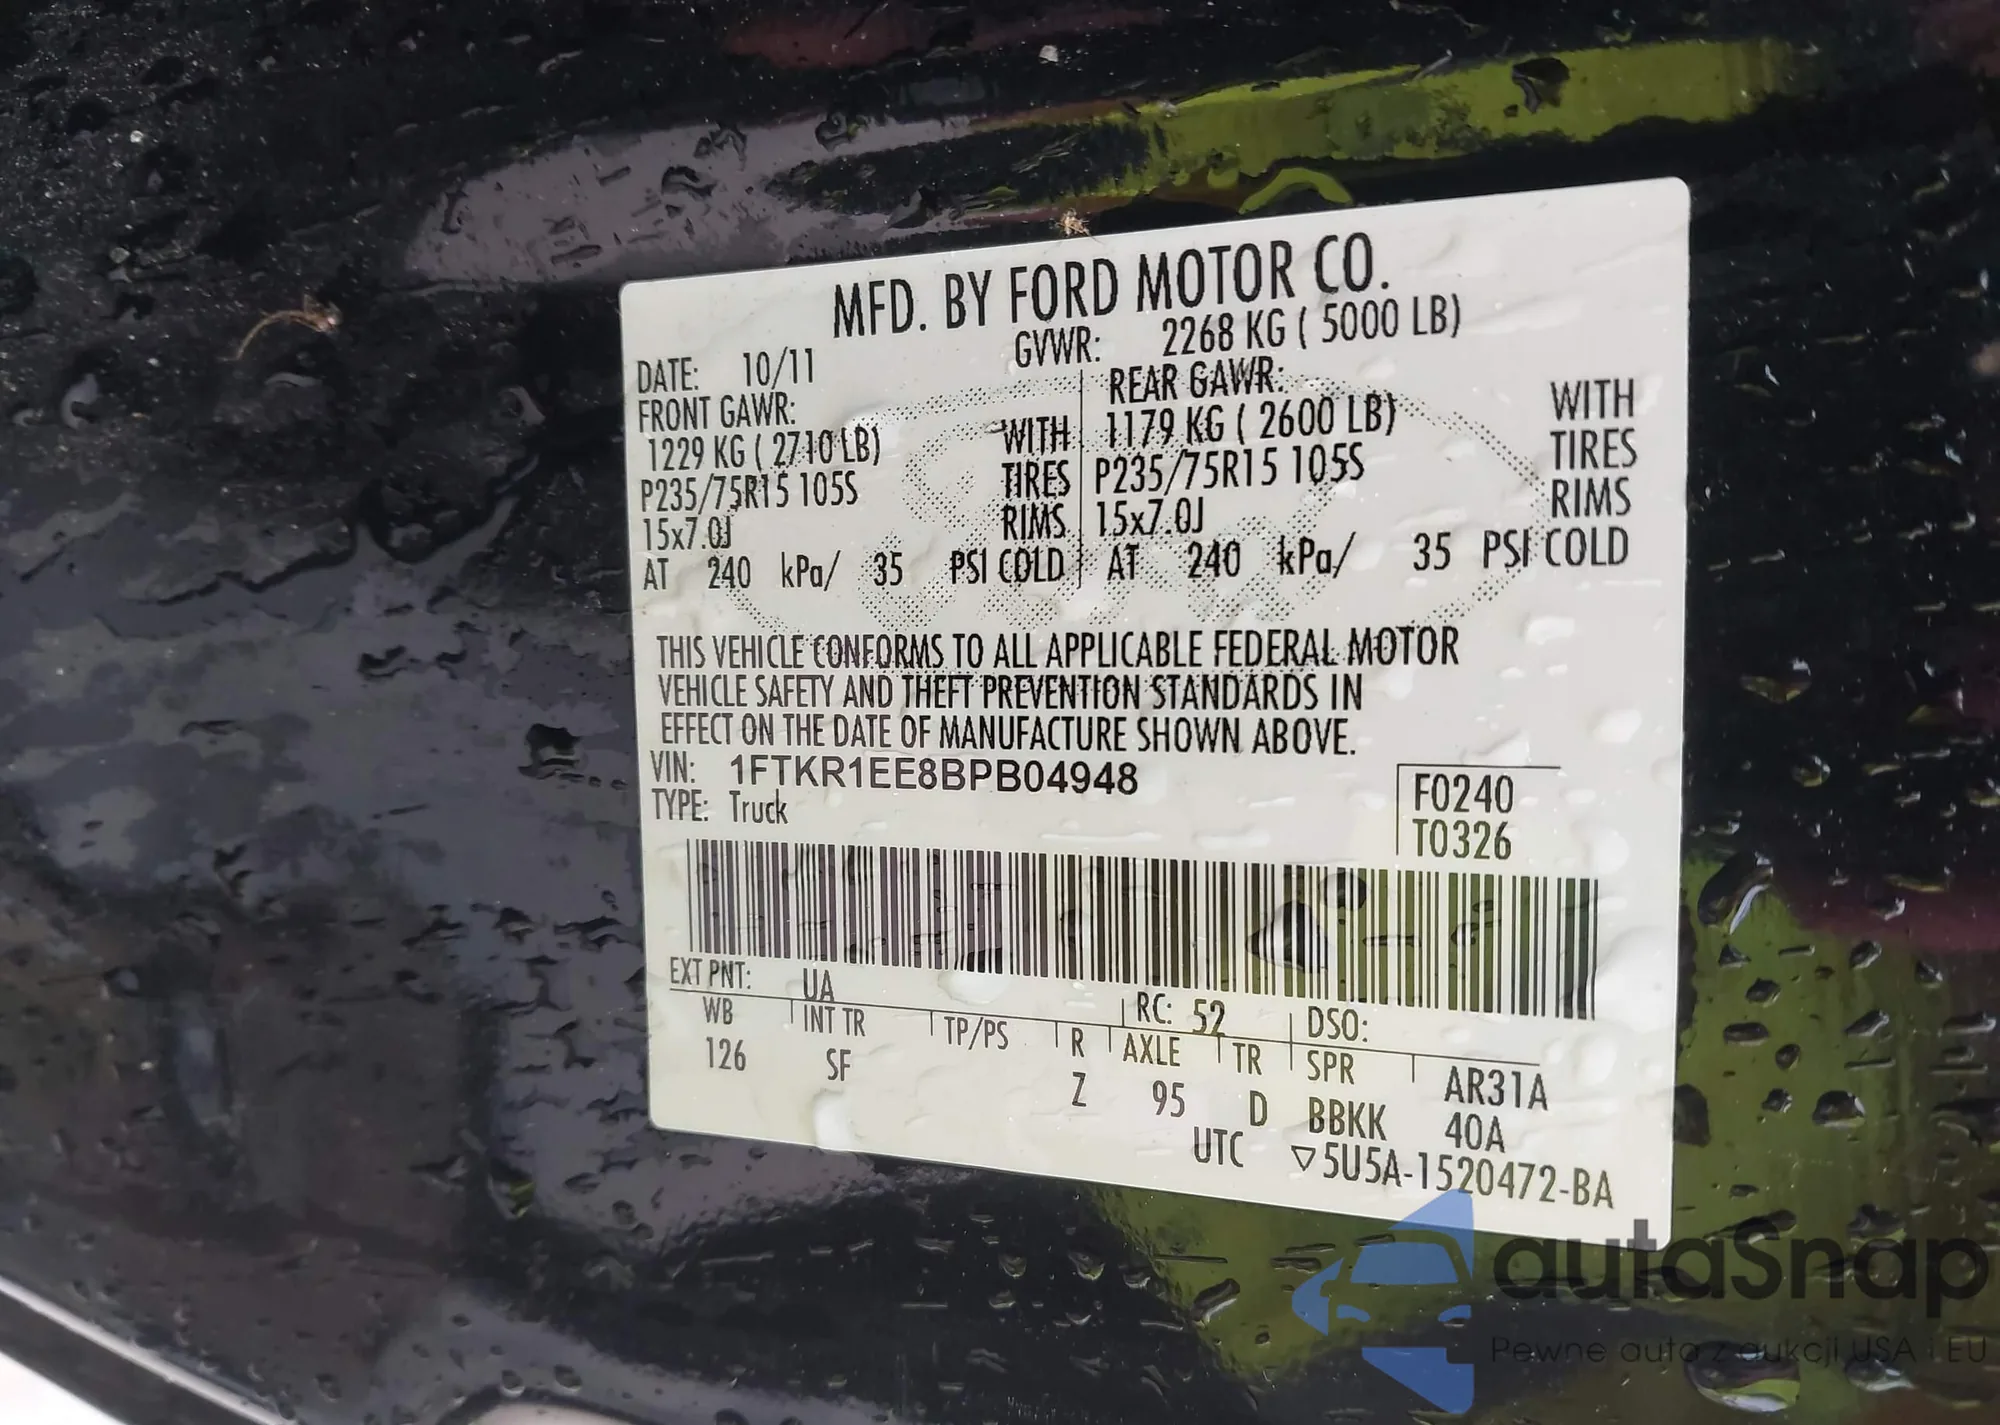 MFD. BY FORD MOTOR CO.
DATE: 10/11 GVWR: 2268 KG ( 5000 LB)
FRONT GAWR: REAR GAWR:
1229 KG ( 2710 LB) WITH 1179 KG ( 2600 LB) WITH
P235/75R15 105S TIRES P235/75R15 105S TIRES
15x7.0J RIMS 15x7.0J RIMS
AT 240 kPa/ 35 PSI COLD AT 240 kPa/ 35 PSI COLD
THIS VEHICLE CONFORMS TO ALL APPLICABLE FEDERAL MOTOR
VEHICLE SAFETY AND THEFT PREVENTION STANDARDS IN
EFFECT ON THE DATE OF MANUFACTURE SHOWN ABOVE.
VIN: 1FTKR1EE8BPB04948 F0240
TYPE: Truck T0326
EXT PNT: UA RC: 52 DSO:
WB INT TR TP/PS R AXLE TR SPR AR31A
126 SF Z 95 D BBKK 40A
UTC ▽5U5A-1520472-BA
autaSnap
Pewne auto z aukcji USA i EU